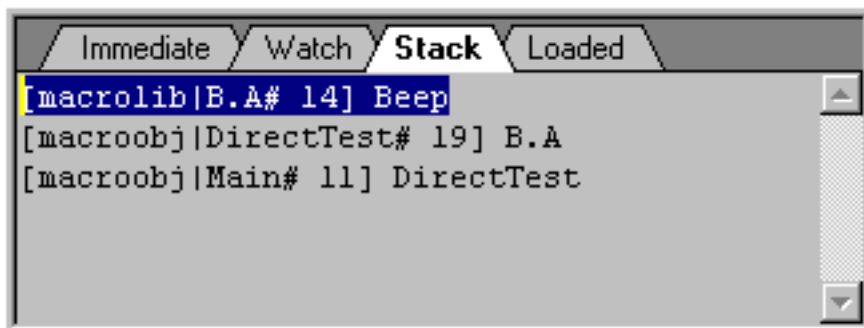 Immediate Watch Stack Loaded
[macrolib|B.A# 14] Beep
[macroobj|DirectTest# 19] B.A
[macroobj|Main# 11] DirectTest